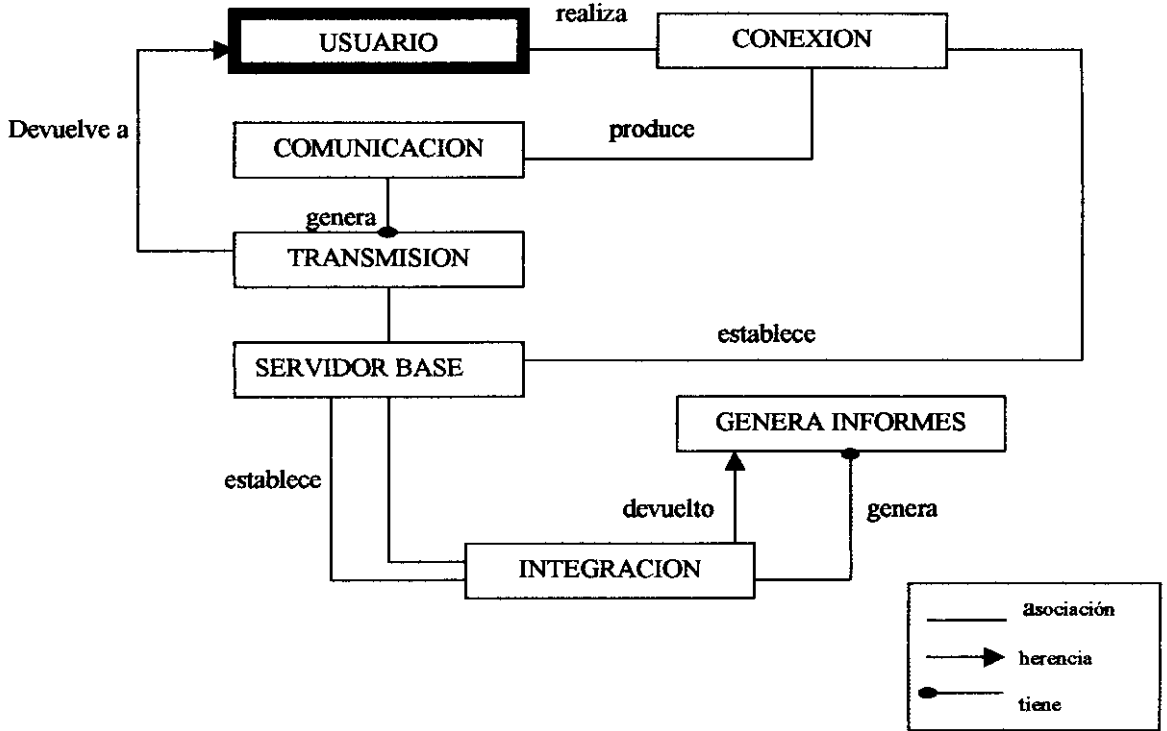 realiza
USUARIO
CONEXION
Devuelve a
produce
COMUNICACION
genera
TRANSMISION
establece
SERVIDOR BASE
GENERA INFORMES
establece
devuelto
genera
INTEGRACION
asociación
herencia
tiene